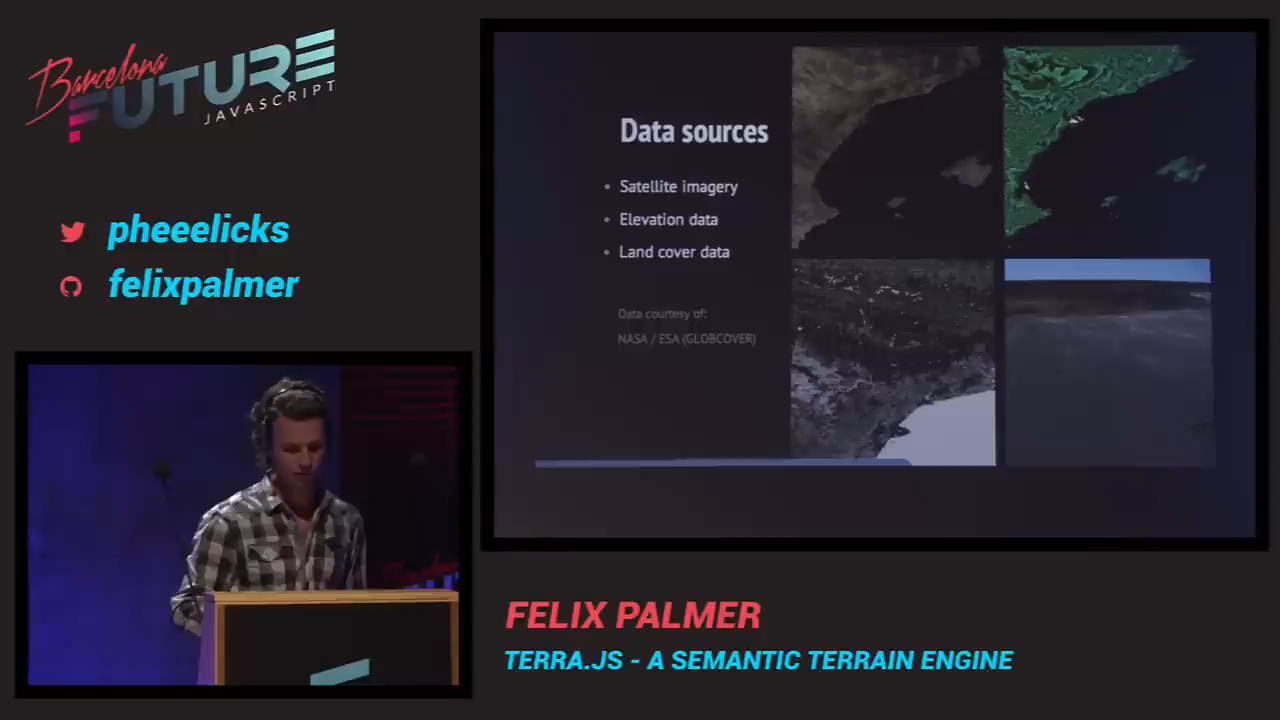 Barcelona
FUTURE
JAVASCRIPT
pheeelicks
felixpalmer
Data sources
• Satellite imagery
• Elevation data
• Land cover data
Data courtesy of:
NASA / ESA (GLOBCOVER)
FELIX PALMER
TERRA.JS - A SEMANTIC TERRAIN ENGINE